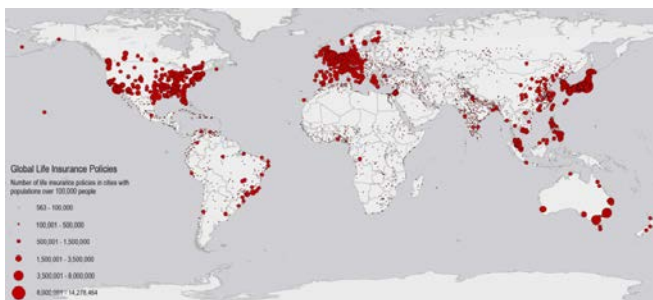 Global Life Insurance Policies
Number of life insurance policies in cities with
populations over 100,000 people
563 - 100,000
100,001 - 500,000
500,001 - 1,500,000
1,500,001 - 3,500,000
3,500,001 - 8,000,000
8,000,001 - 14,278,464